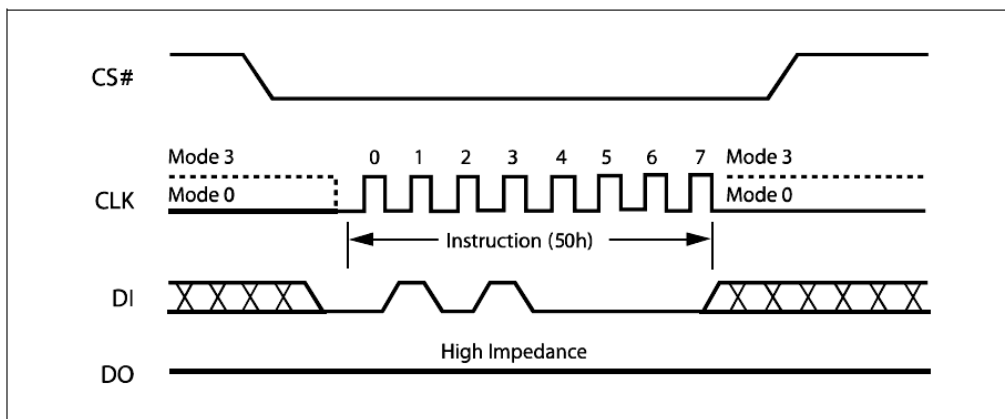 CS#
Mode 3 0 1 2 3 4 5 6 7 Mode 3
CLK Mode 0 Mode 0
Instruction (50h)
DI
High Impedance
DO